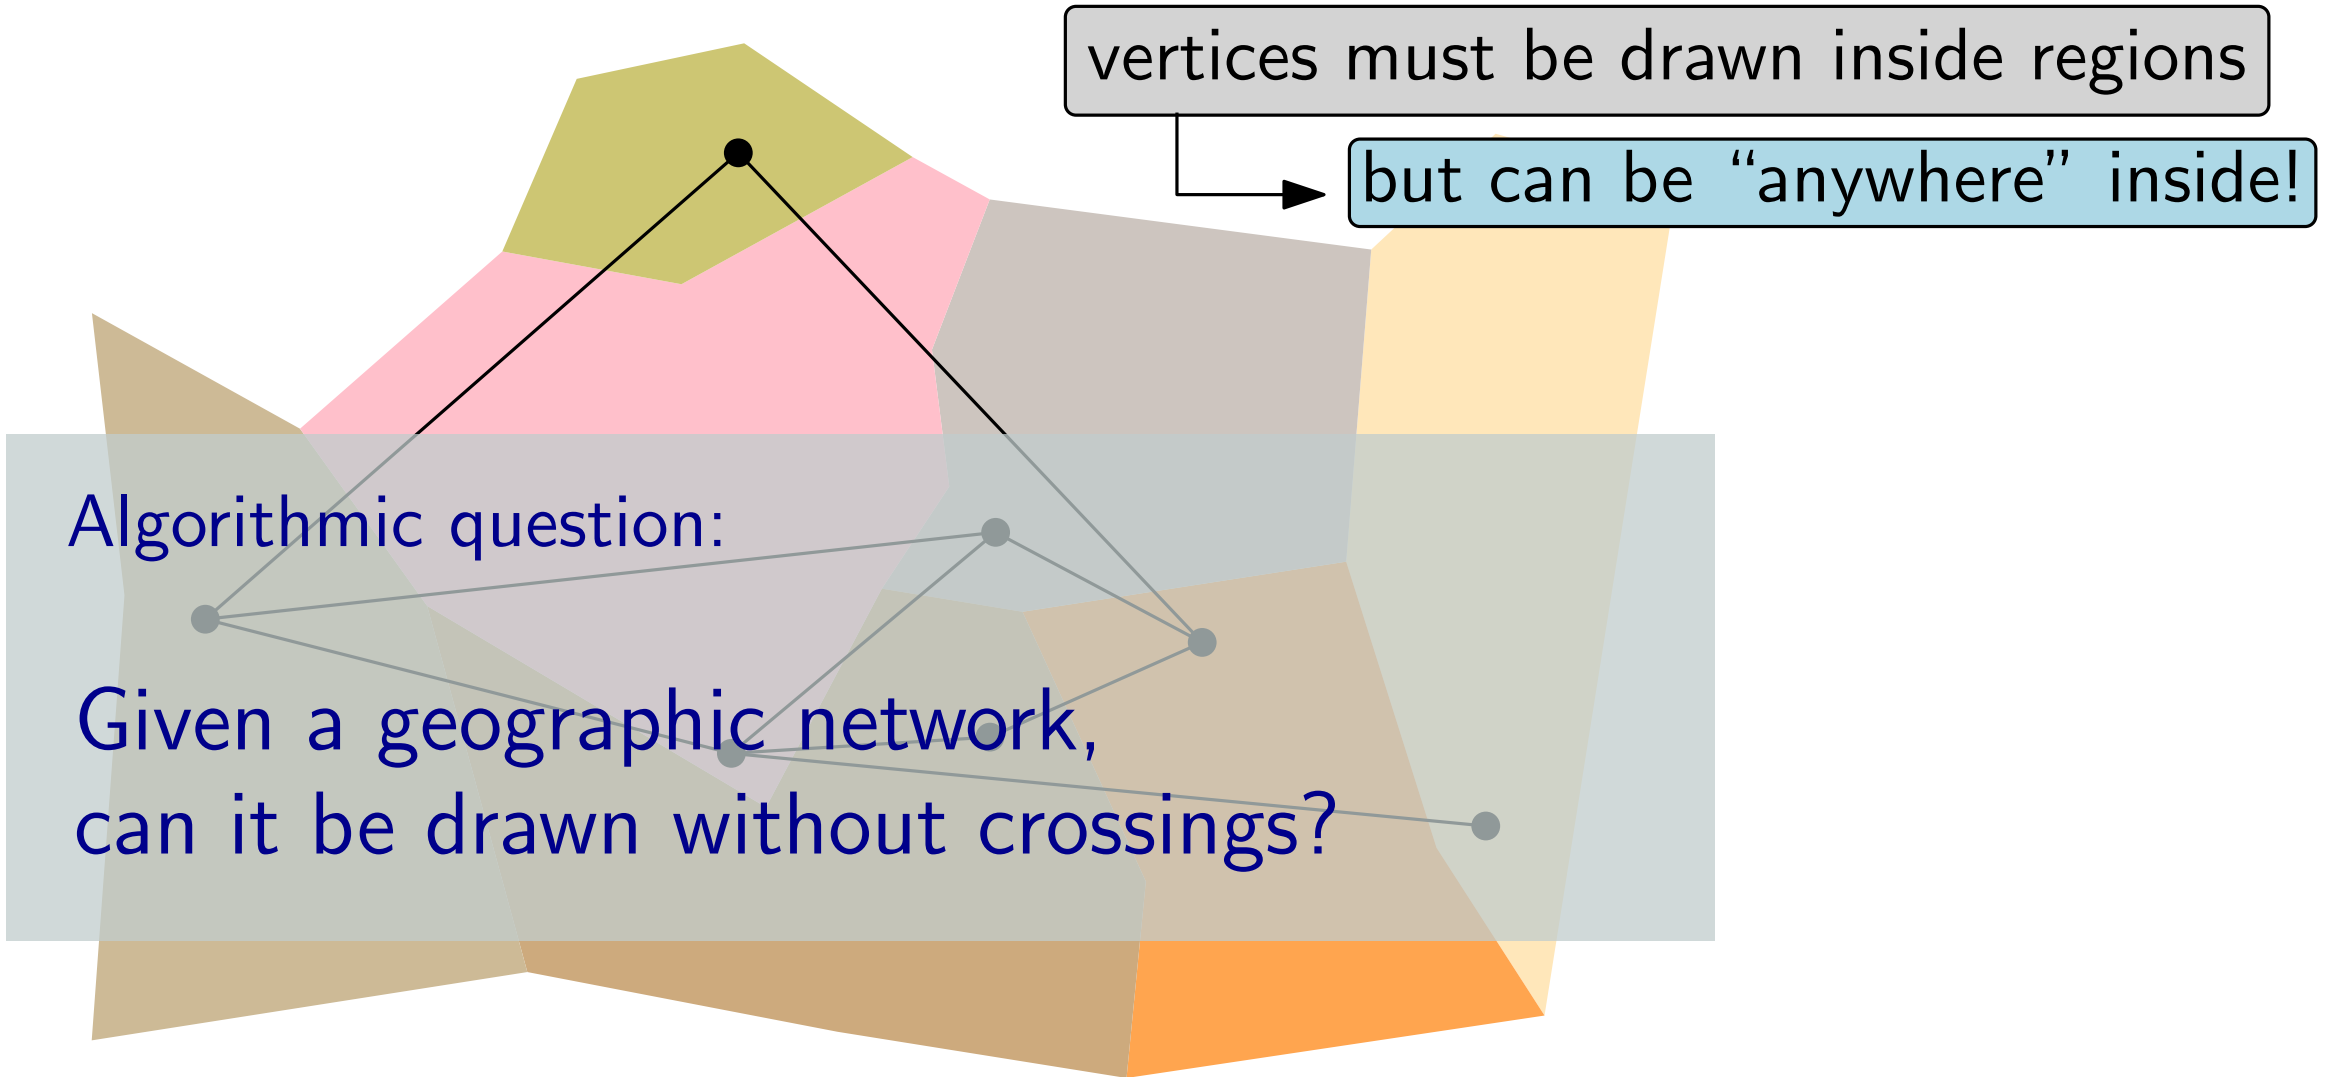 vertices must be drawn inside regions
but can be “anywhere” inside!
Algorithmic question:
Given a geographic network,
can it be drawn without crossings?